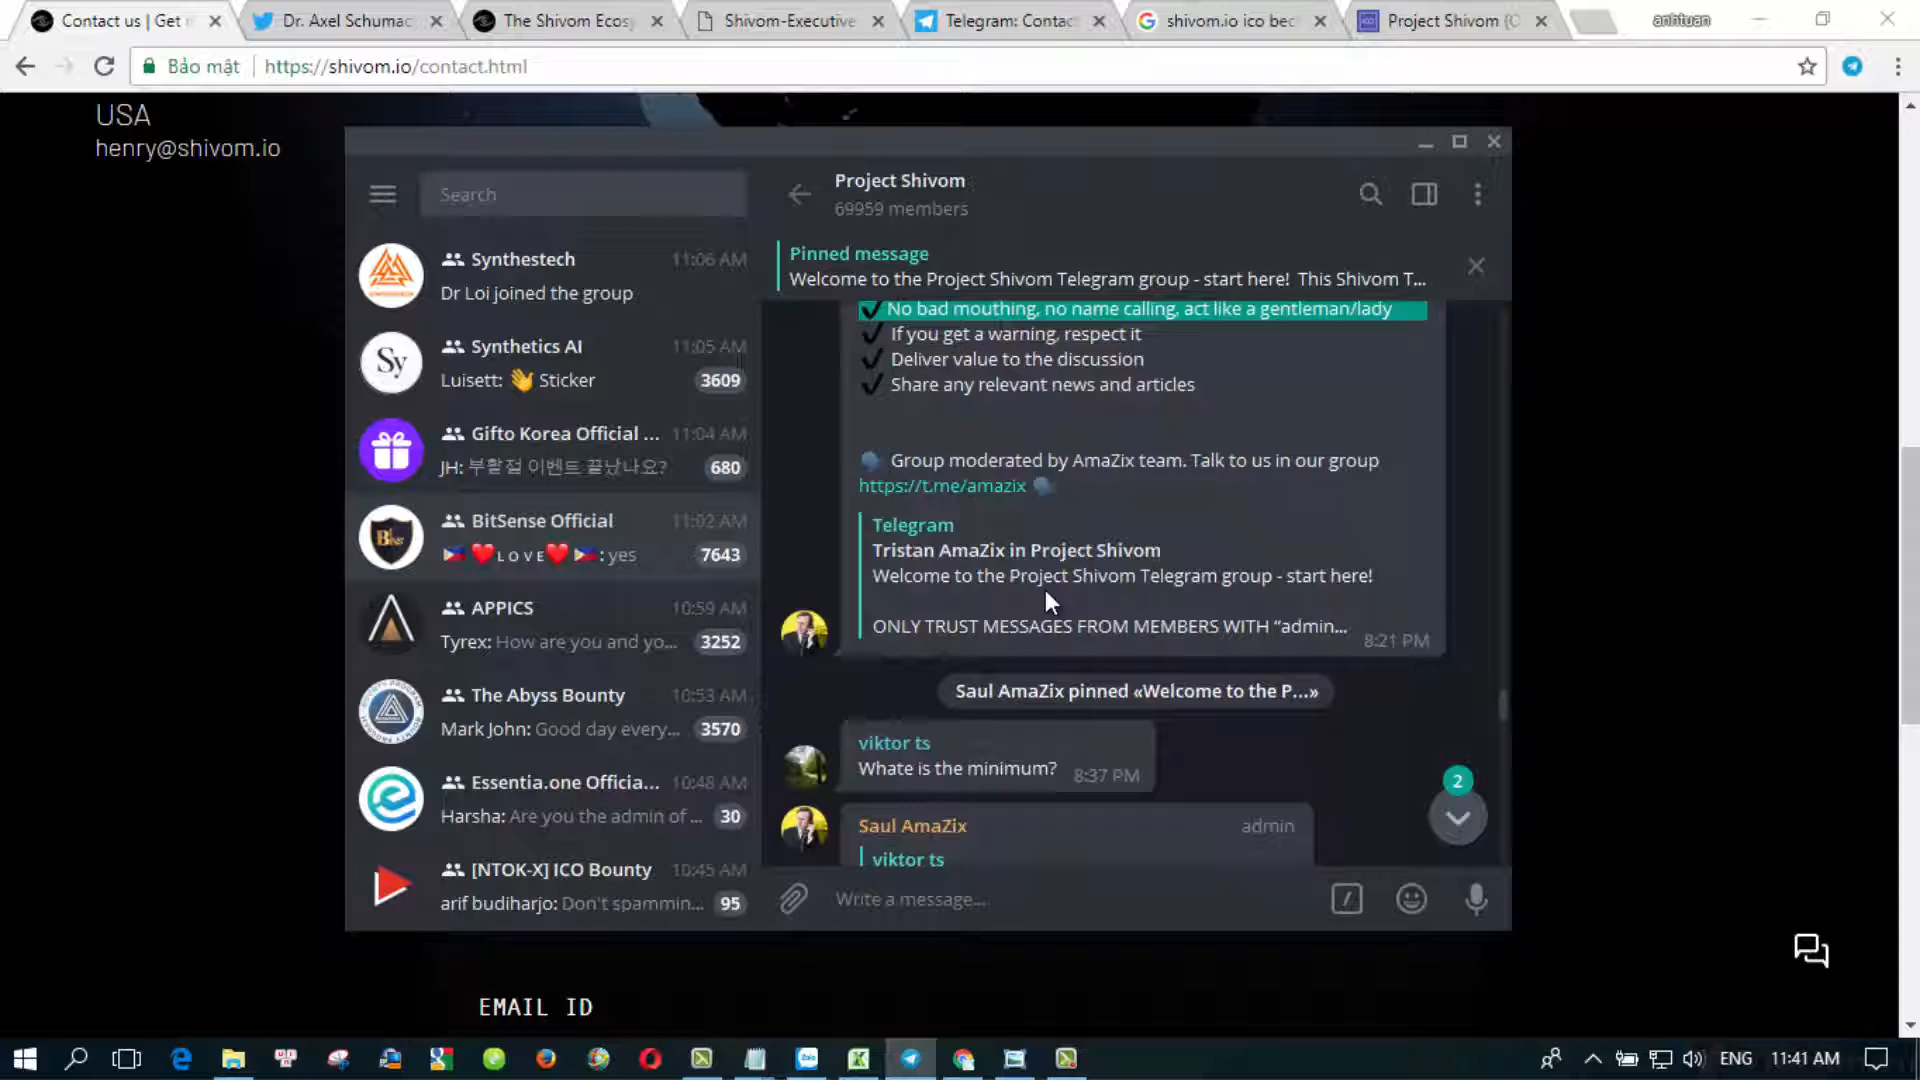 Contact us | Get i
Dr. Axel Schumac
The Shivom Ecos
Shivom-Executive
Telegram: Contac
shivom.io ico bec
Project Shivom (O
anhtuan
Bảo mật
https://shivom.io/contact.html
USA
henry@shivom.io
Search
Project Shivom
69959 members
Pinned message
Welcome to the Project Shivom Telegram group - start here! This Shivom T...
Synthestech 11:06 AM
Dr Loi joined the group
Sy
Synthetics AI 11:05 AM
Luisett: 👋 Sticker 3609
Gifto Korea Official ... 11:04 AM
JH: 부활절 이벤트 끝났나요? 680
BitSense Official 11:02 AM
🇵🇭 ❤️ L O V E ❤️ 🇵🇭 : yes 7643
APPICS 10:59 AM
Tyrex: How are you and yo... 3252
The Abyss Bounty 10:53 AM
Mark John: Good day every... 3570
Essentia.one Officia... 10:48 AM
Harsha: Are you the admin of ... 30
[NTOK-X] ICO Bounty 10:45 AM
arif budiharjo: Don't spammin... 95
✔ No bad mouthing, no name calling, act like a gentleman/lady
✔ If you get a warning, respect it
✔ Deliver value to the discussion
✔ Share any relevant news and articles
🗣 Group moderated by AmaZix team. Talk to us in our group
https://t.me/amazix 🗣
Telegram
Tristan AmaZix in Project Shivom
Welcome to the Project Shivom Telegram group - start here!
ONLY TRUST MESSAGES FROM MEMBERS WITH “admin...
8:21 PM
Saul AmaZix pinned «Welcome to the P...»
viktor ts
Whate is the minimum? 8:37 PM
2
Saul AmaZix admin
viktor ts
Write a message...
EMAIL ID
ENG
11:41 AM